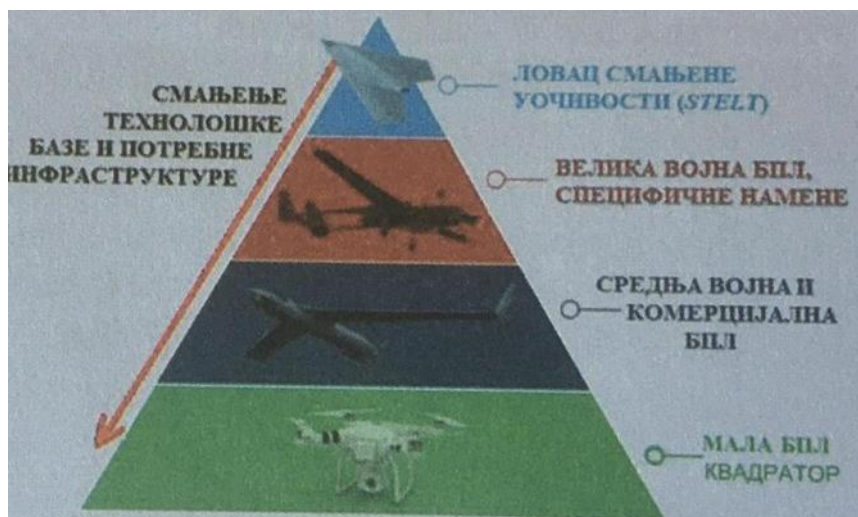 СМАЊЕЊЕ
ТЕХНОЛОШКЕ
БАЗЕ И ПОТРЕБНЕ
ИНФРАСТРУКТУРЕ
ЛОВАЦ СМАЊЕНЕ
УОЧИВОСТИ (STELT)
ВЕЛИКА ВОЈНА БПЛ,
СПЕЦИФИЧНЕ НАМЕНЕ
СРЕДЊА ВОЈНА И
КОМЕРЦИЈАЛНА
БПЛ
МАЛА БПЛ
КВАДРАТОР